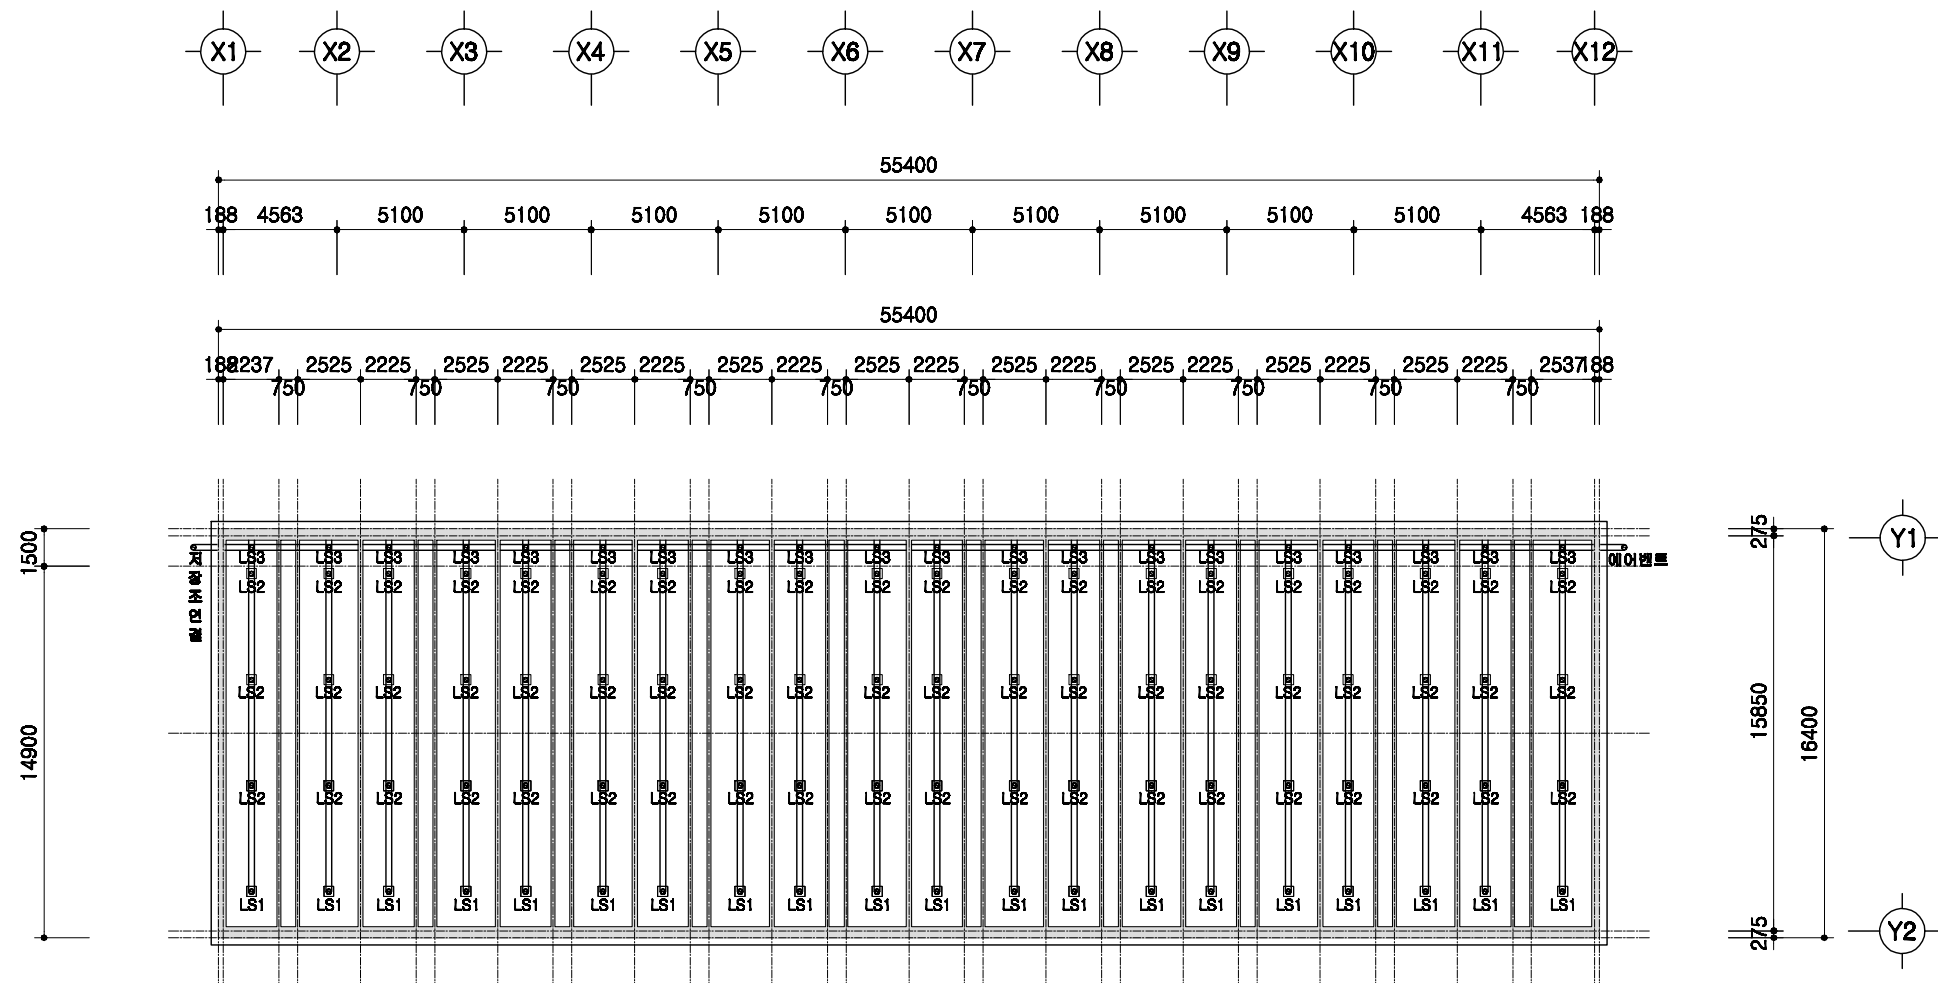 X1 X2 X3 X4 X5 X6 X7 X8 X9 X10 X11 X12
55400
188 4563 5100 5100 5100 5100 5100 5100 5100 5100 5100 4563 188
55400
188 2237 2525 2225 2525 2225 2525 2225 2525 2225 2525 2225 2525 2225 2525 2225 2525 2225 2525 2225 2537 188
750 750 750 750 750 750 750 750 750 750
1500
14900
LS3 LS3 LS3 LS3 LS3 LS3 LS3 LS3 LS3 LS3 LS3 LS3 LS3 LS3 LS3 LS3 LS3 LS3 LS3 LS3
에어벤트
LS2 LS2 LS2 LS2 LS2 LS2 LS2 LS2 LS2 LS2 LS2 LS2 LS2 LS2 LS2 LS2 LS2 LS2 LS2 LS2
LS2 LS2 LS2 LS2 LS2 LS2 LS2 LS2 LS2 LS2 LS2 LS2 LS2 LS2 LS2 LS2 LS2 LS2 LS2 LS2
LS2 LS2 LS2 LS2 LS2 LS2 LS2 LS2 LS2 LS2 LS2 LS2 LS2 LS2 LS2 LS2 LS2 LS2 LS2 LS2
LS1 LS1 LS1 LS1 LS1 LS1 LS1 LS1 LS1 LS1 LS1 LS1 LS1 LS1 LS1 LS1 LS1 LS1 LS1 LS1
275
15850
275
16400
Y1
Y2